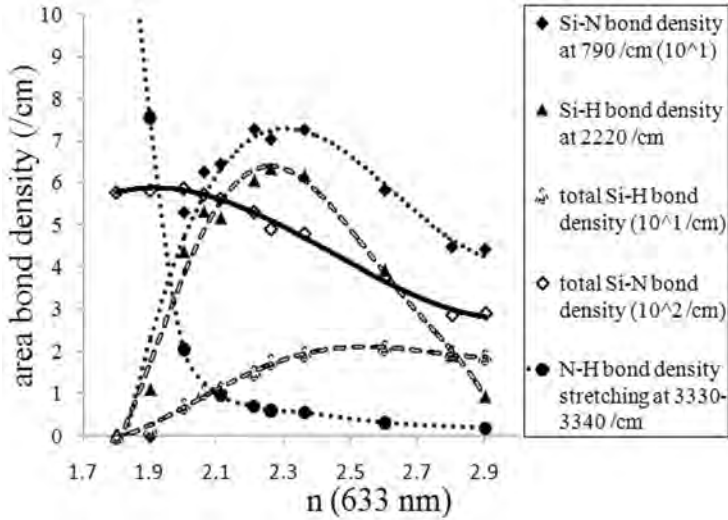 10
9
8
7
6
5
4
3
2
1
0
area bond density (/cm)
1.7
1.9
2.1
2.3
2.5
2.7
2.9
n (633 nm)
Si-N bond density
at 790 /cm (10^1)
Si-H bond density
at 2220 /cm
total Si-H bond
density (10^1 /cm)
total Si-N bond
density (10^2 /cm)
N-H bond density
stretching at 3330-
3340 /cm